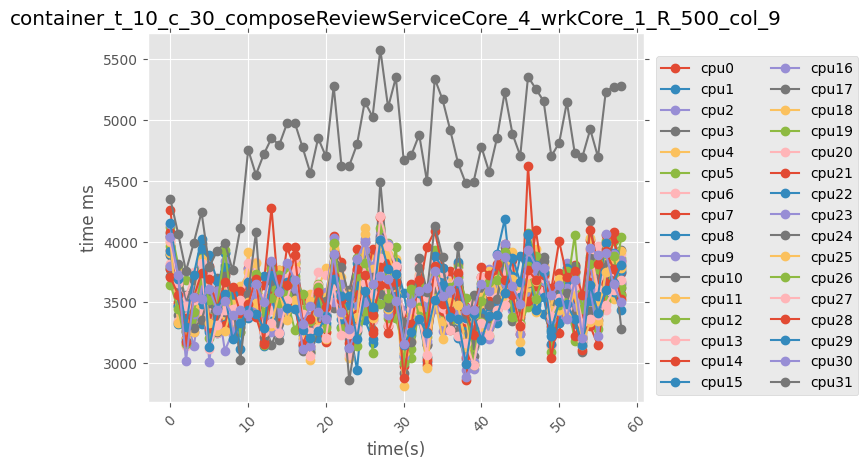 container_t_10_c_30_composeReviewServiceCore_4_wrkCore_1_R_500_col_9
time ms
5500
5000
4500
4000
3500
3000
0
10
20
30
40
50
60
time(s)
cpu0
cpu1
cpu2
cpu3
cpu4
cpu5
cpu6
cpu7
cpu8
cpu9
cpu10
cpu11
cpu12
cpu13
cpu14
cpu15
cpu16
cpu17
cpu18
cpu19
cpu20
cpu21
cpu22
cpu23
cpu24
cpu25
cpu26
cpu27
cpu28
cpu29
cpu30
cpu31